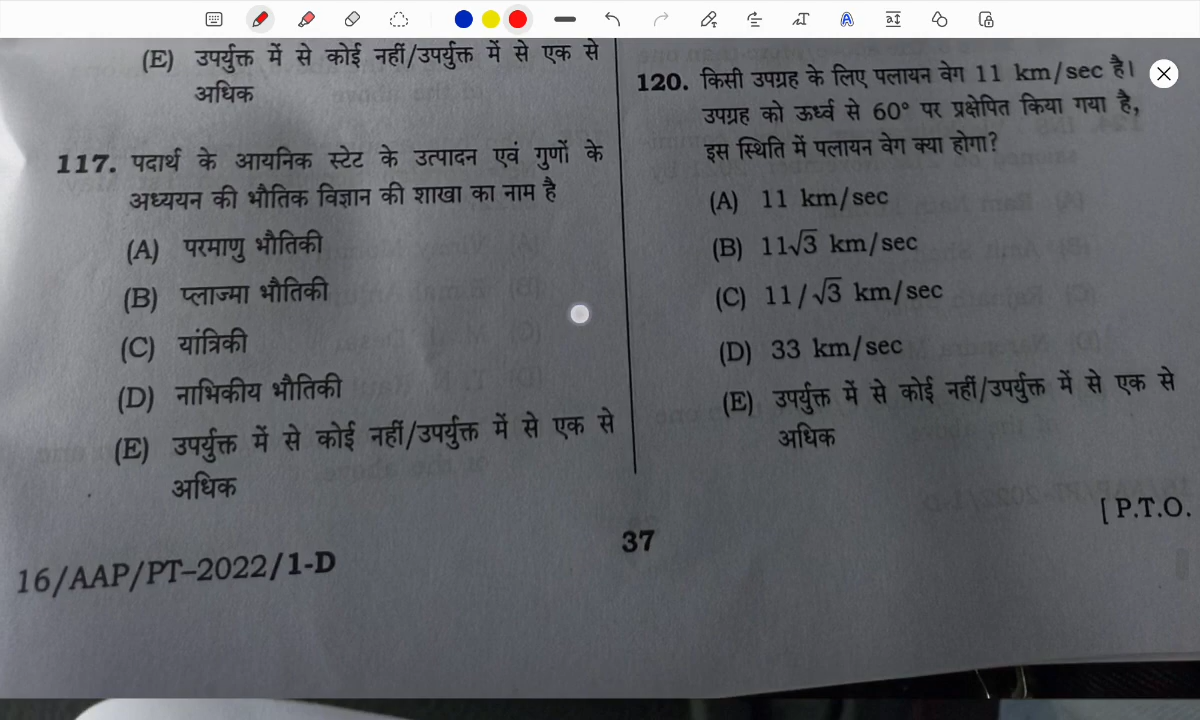 (E) उपर्युक्त में से कोई नहीं/उपर्युक्त में से एक से
अधिक
117. पदार्थ के आयनिक स्टेट के उत्पादन एवं गुणों के
अध्ययन की भौतिक विज्ञान की शाखा का नाम है
(A) परमाणु भौतिकी
(B) प्लाज्मा भौतिकी
(C) यांत्रिकी
(D) नाभिकीय भौतिकी
(E) उपर्युक्त में से कोई नहीं/उपर्युक्त में से एक से
अधिक
120. किसी उपग्रह के लिए पलायन वेग 11 km/sec है।
उपग्रह को ऊर्ध्व से 60° पर प्रक्षेपित किया गया है,
इस स्थिति में पलायन वेग क्या होगा?
(A) 11 km/sec
(B) 11√3 km/sec
(C) 11/√3 km/sec
(D) 33 km/sec
(E) उपर्युक्त में से कोई नहीं/उपर्युक्त में से एक से
अधिक
[ P.T.O.
37
16/AAP/PT–2022/1-D